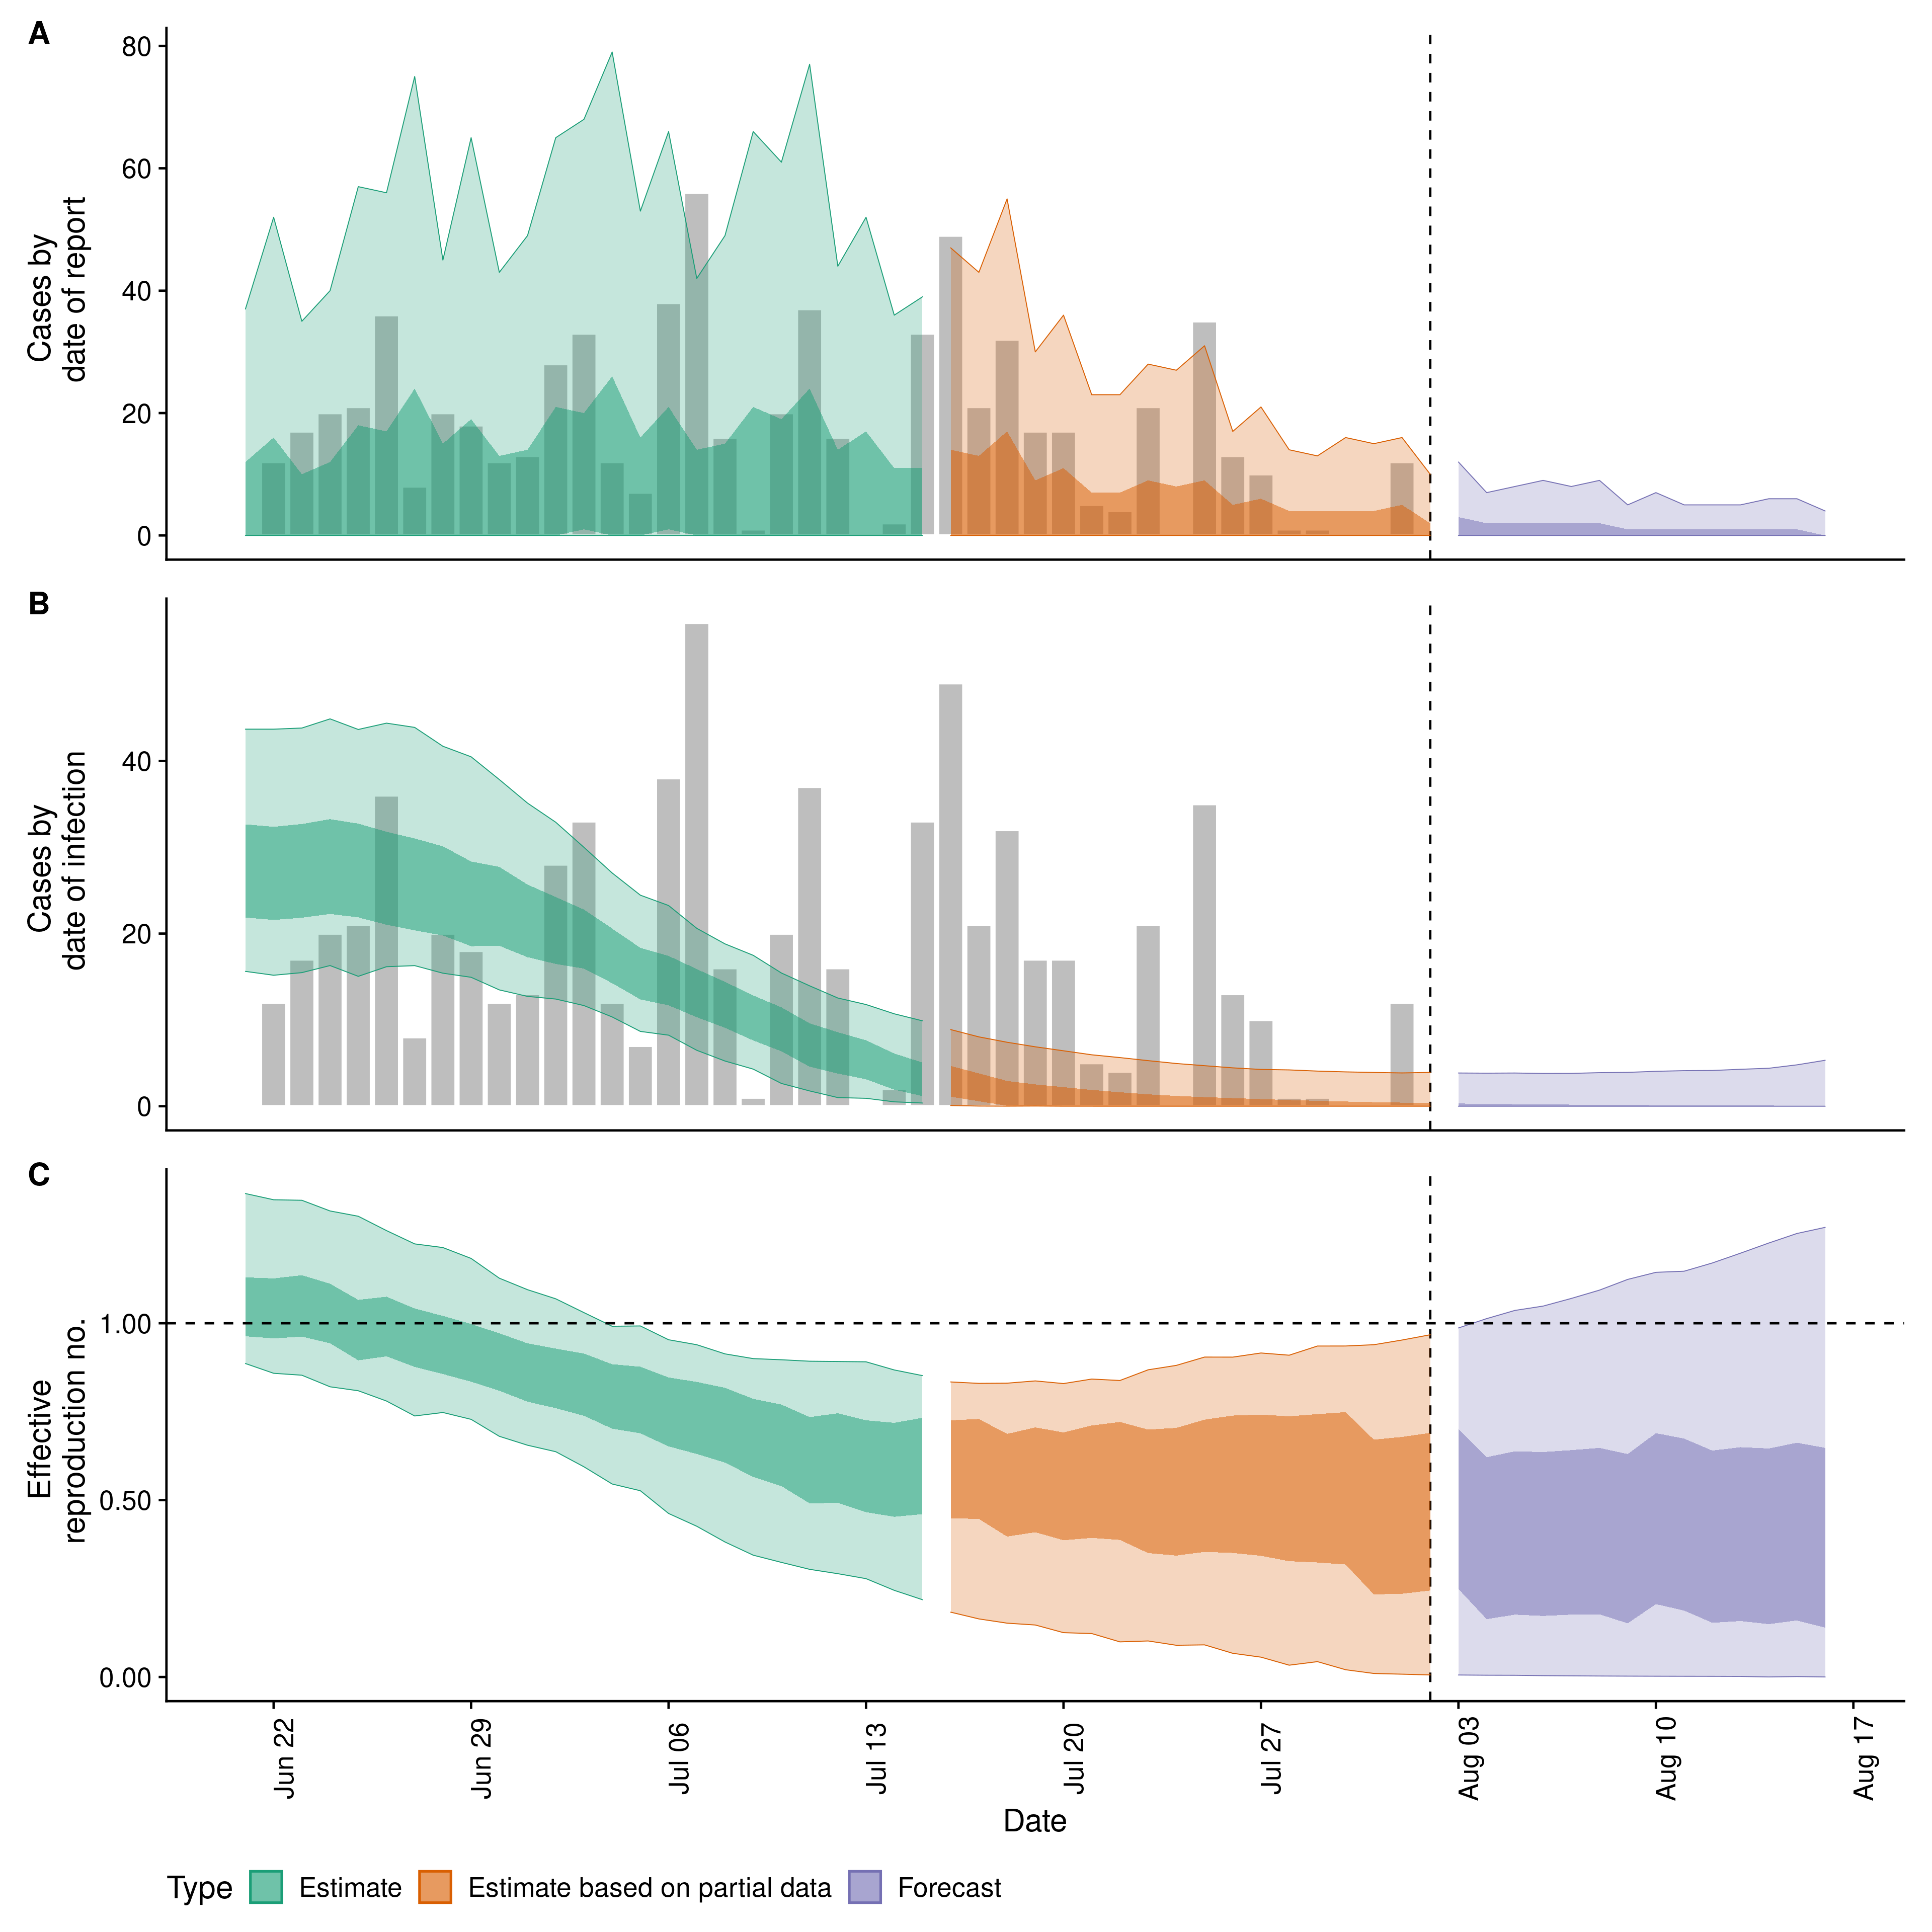 A
80
60
40
20
0
Cases by
date of report
B
40
20
0
Cases by
date of infection
C
1.00
0.50
0.00
Effective
reproduction no.
Jun 22
Jun 29
Jul 06
Jul 13
Jul 20
Jul 27
Aug 03
Aug 10
Aug 17
Date
Type Estimate Estimate based on partial data Forecast